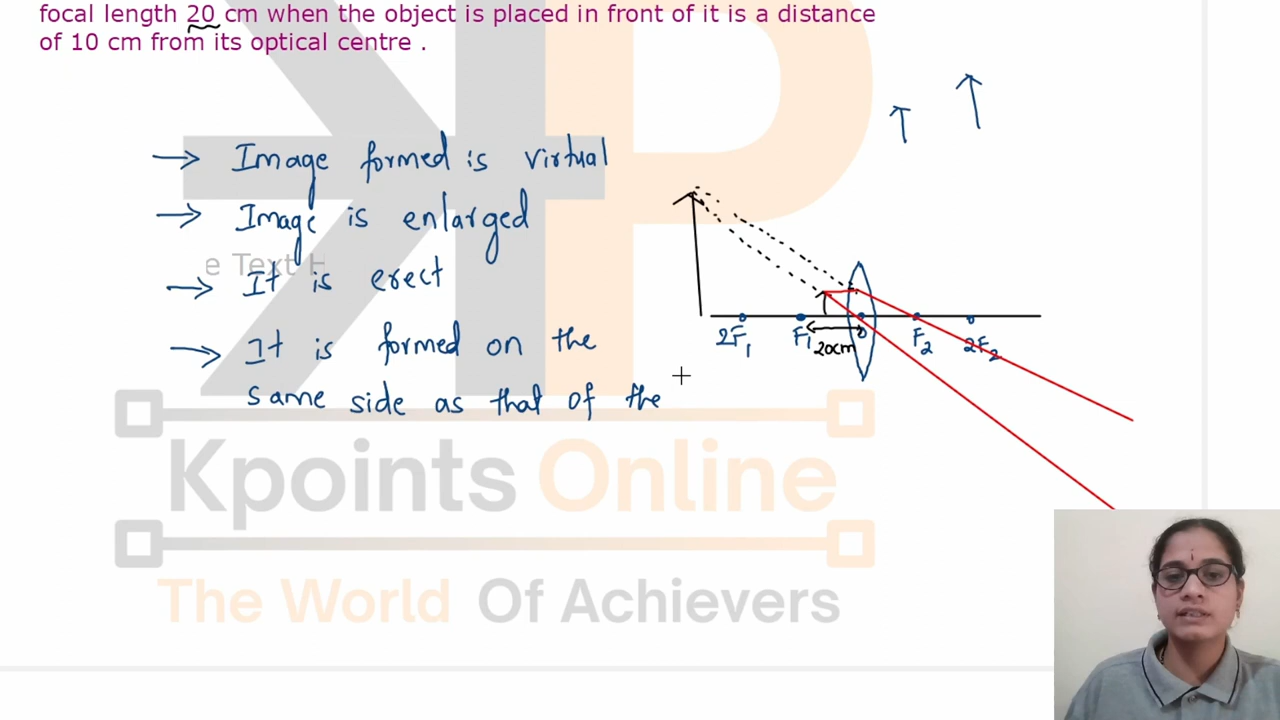 focal length 20 cm when the object is placed in front of it is a distance
of 10 cm from its optical centre .
→ Image formed is virtual
→ Image is enlarged
e Text H
→ It is erect
→ It is formed on the
same side as that of the
2F1 F1 20cm O F2 2F2
Kpoints Online
The World Of Achievers